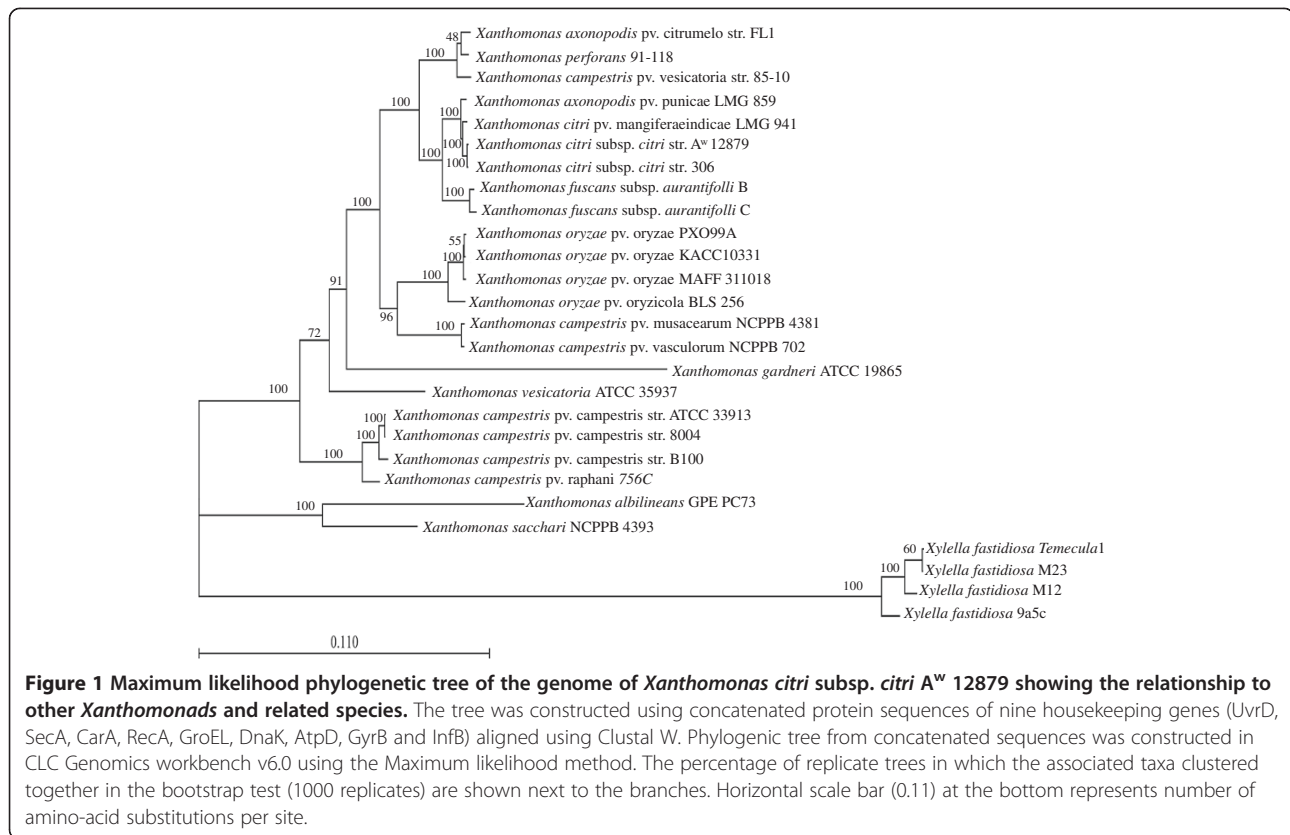 Xanthomonas axonopodis pv. citrumelo str. FL1
48
100
Xanthomonas perforans 91-118
Xanthomonas campestris pv. vesicatoria str. 85-10
100
Xanthomonas axonopodis pv. punicae LMG 859
100
Xanthomonas citri pv. mangiferaeindicae LMG 941
100
Xanthomonas citri subsp. citri str. Aʷ 12879
100
100
Xanthomonas citri subsp. citri str. 306
Xanthomonas fuscans subsp. aurantifolli B
100
Xanthomonas fuscans subsp. aurantifolli C
100
Xanthomonas oryzae pv. oryzae PXO99A
55
Xanthomonas oryzae pv. oryzae KACC10331
100
100
Xanthomonas oryzae pv. oryzae MAFF 311018
91
Xanthomonas oryzae pv. oryzicola BLS 256
96
Xanthomonas campestris pv. musacearum NCPPB 4381
100
72
Xanthomonas campestris pv. vasculorum NCPPB 702
Xanthomonas gardneri ATCC 19865
100
Xanthomonas vesicatoria ATCC 35937
Xanthomonas campestris pv. campestris str. ATCC 33913
100
100
Xanthomonas campestris pv. campestris str. 8004
100
Xanthomonas campestris pv. campestris str. B100
Xanthomonas campestris pv. raphani 756C
Xanthomonas albilineans GPE PC73
100
Xanthomonas sacchari NCPPB 4393
60
Xylella fastidiosa Temecula1
100
Xylella fastidiosa M23
100
Xylella fastidiosa M12
Xylella fastidiosa 9a5c
0.110
Figure 1 Maximum likelihood phylogenetic tree of the genome of Xanthomonas citri subsp. citri Aʷ 12879 showing the relationship to
other Xanthomonads and related species. The tree was constructed using concatenated protein sequences of nine housekeeping genes (UvrD,
SecA, CarA, RecA, GroEL, DnaK, AtpD, GyrB and InfB) aligned using Clustal W. Phylogenic tree from concatenated sequences was constructed in
CLC Genomics workbench v6.0 using the Maximum likelihood method. The percentage of replicate trees in which the associated taxa clustered
together in the bootstrap test (1000 replicates) are shown next to the branches. Horizontal scale bar (0.11) at the bottom represents number of
amino-acid substitutions per site.